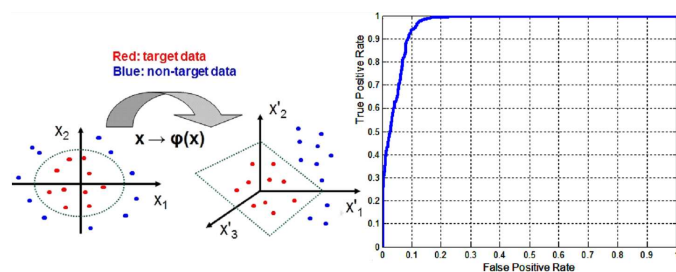 Red: target data
Blue: non-target data
x → φ(x)
X2
X1
X'2
X'1
X'3
True Positive Rate
1
0.9
0.8
0.7
0.6
0.5
0.4
0.3
0.2
0.1
0
0 0.1 0.2 0.3 0.4 0.5 0.6 0.7 0.8 0.9 1
False Positive Rate